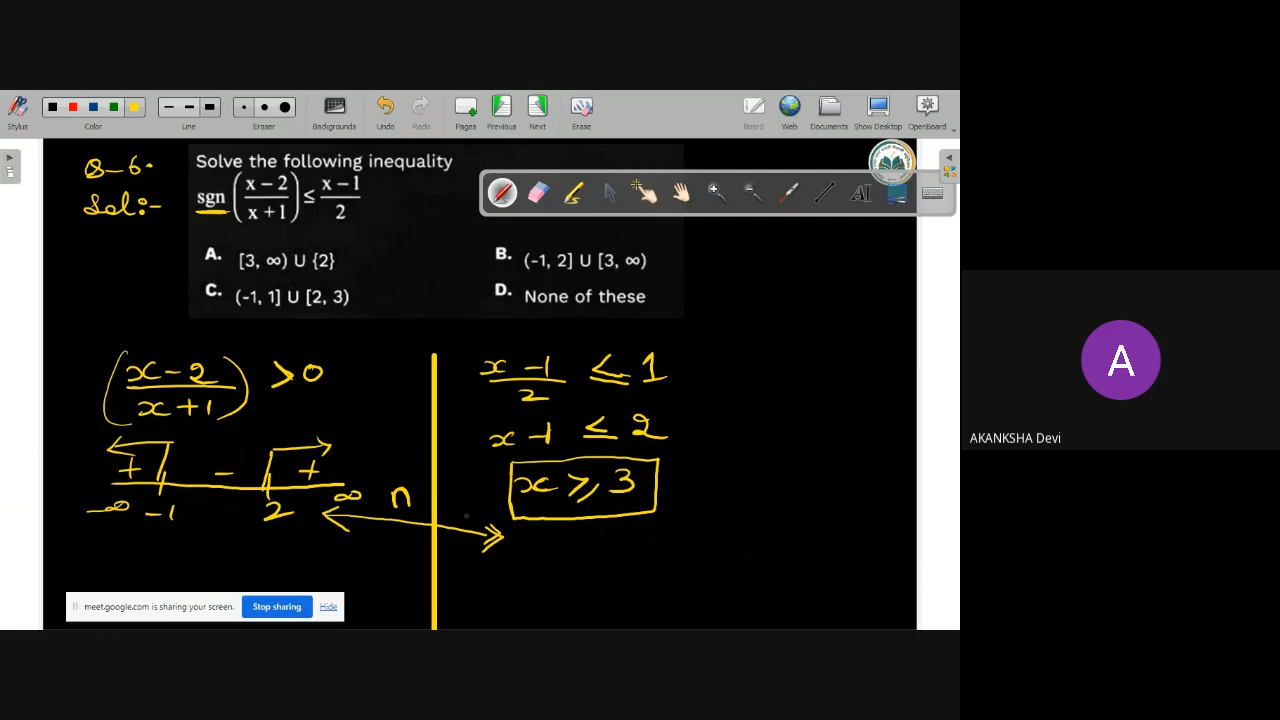 Stylus
Color
Line
Eraser
Backgrounds
Undo
Redo
Pages
Previous
Next
Erase
Board
Web
Documents
Show Desktop
OpenBoard
Q-6.
Sol:-
Solve the following inequality
sgn ((x − 2)/(x + 1)) ≤ (x − 1)/2
A. [3, ∞) ∪ {2}
B. (-1, 2] ∪ [3, ∞)
C. (-1, 1] ∪ [2, 3)
D. None of these
((x-2)/(x+1)) > 0
+ - +
-∞ -1 2 ∞
n
(x-1)/2 ≤ 1
x-1 ≤ 2
x ≥ 3
AI
meet.google.com is sharing your screen. Stop sharing Hide
A
AKANKSHA Devi